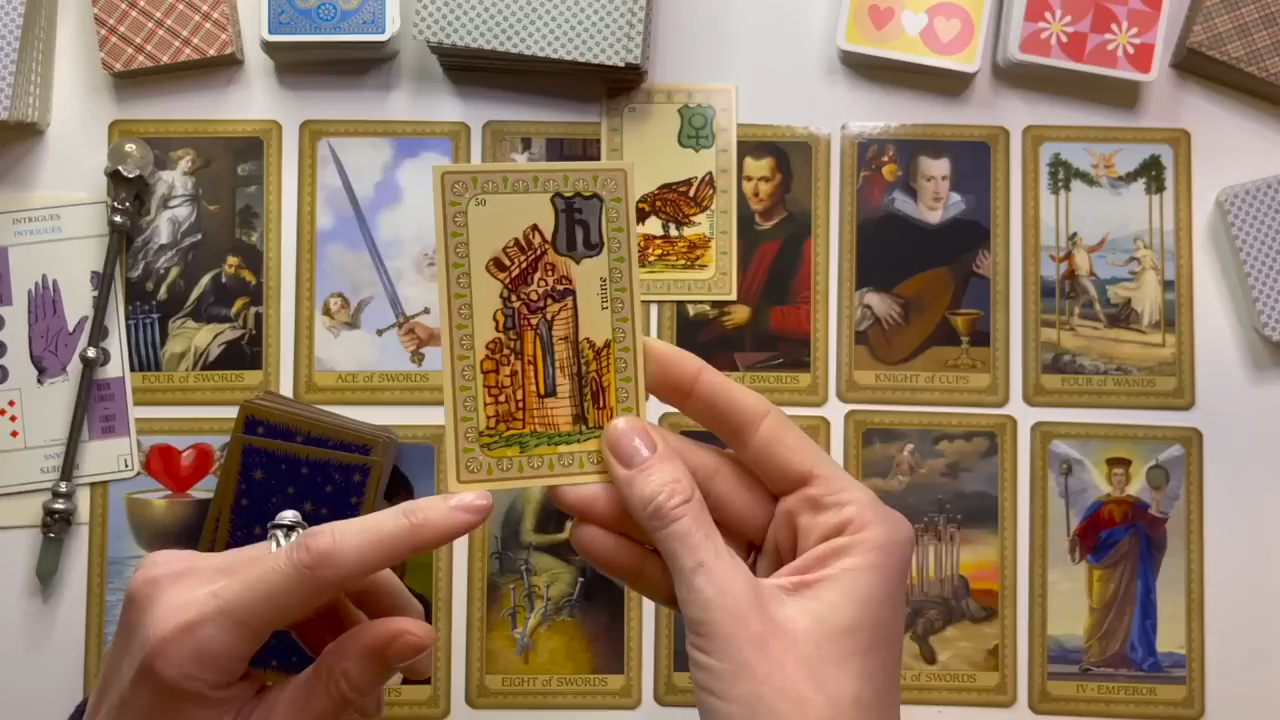 INTRIGUES
INTRIGUES
FOUR of SWORDS
ACE of SWORDS
50
ruine
of SWORDS
KNIGHT of CUPS
FOUR of WANDS
1
EIGHT of SWORDS
N of SWORDS
IV • EMPEROR